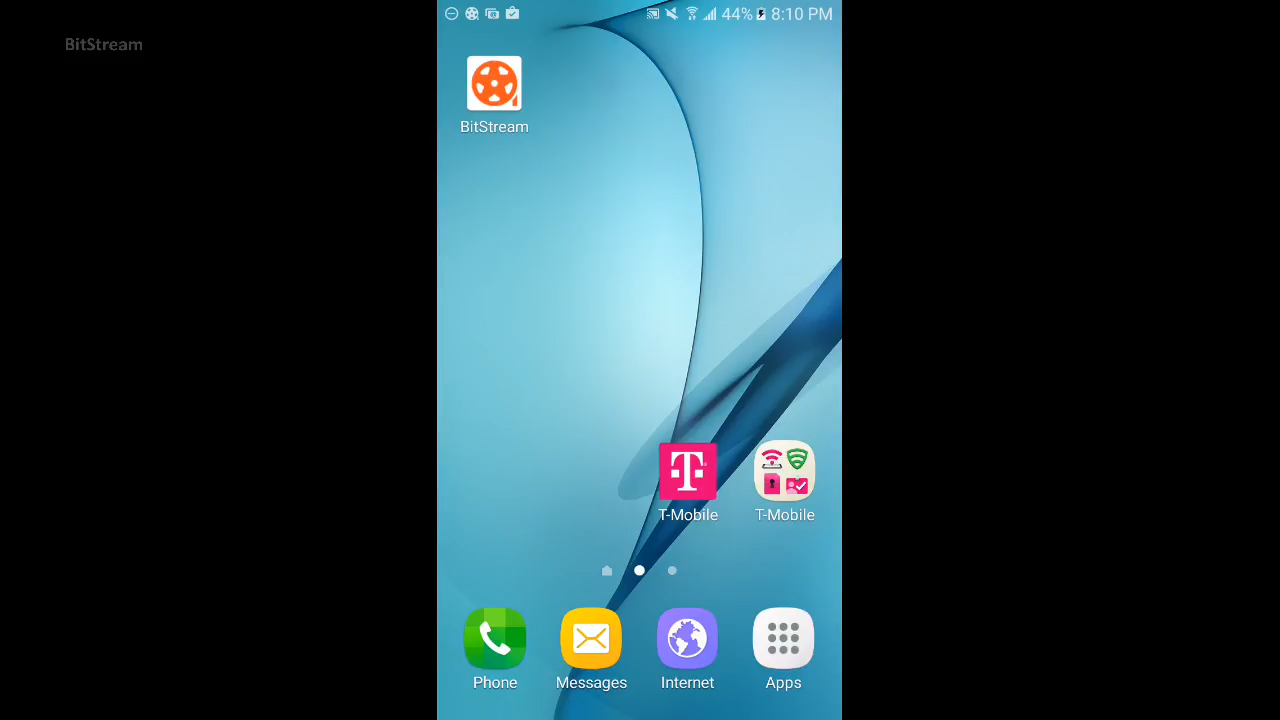 44% 8:10 PM
BitStream
BitStream
T
T-Mobile
T-Mobile
Phone
Messages
Internet
Apps